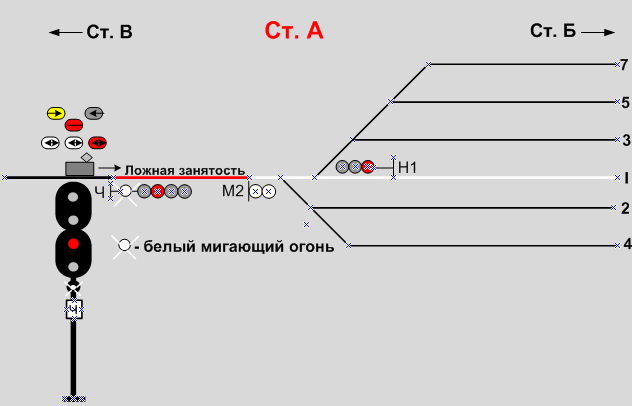 Ст. В
Ст. А
Ст. Б
7
5
3
Ложная занятость
Н1
I
Ч
М2
2
- белый мигающий огонь
4
Ч